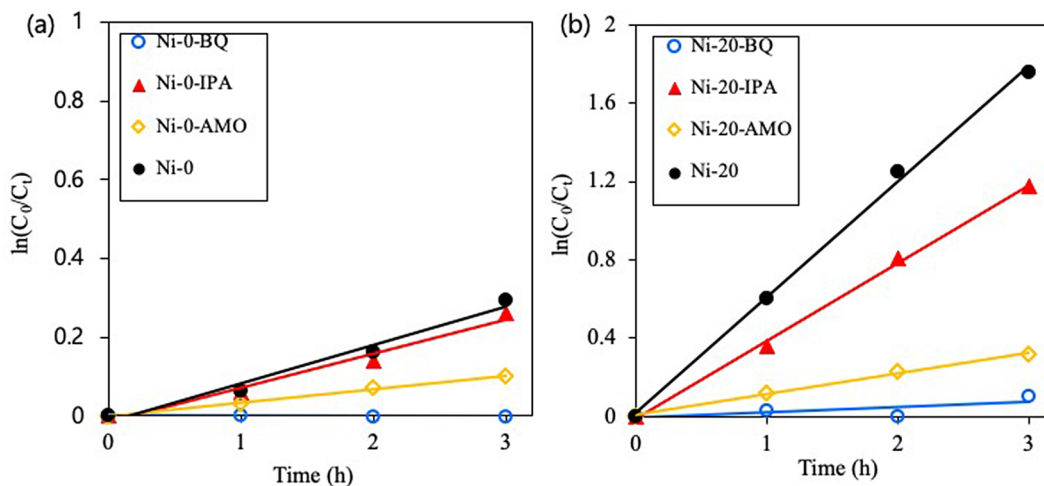 (a)
1
0.8
0.6
0.4
0.2
0
ln(C₀/Cₜ)
Ni-0-BQ
Ni-0-IPA
Ni-0-AMO
Ni-0
0 1 2 3
Time (h)
(b)
2
1.6
1.2
0.8
0.4
0
ln(C₀/Cₜ)
Ni-20-BQ
Ni-20-IPA
Ni-20-AMO
Ni-20
0 1 2 3
Time (h)